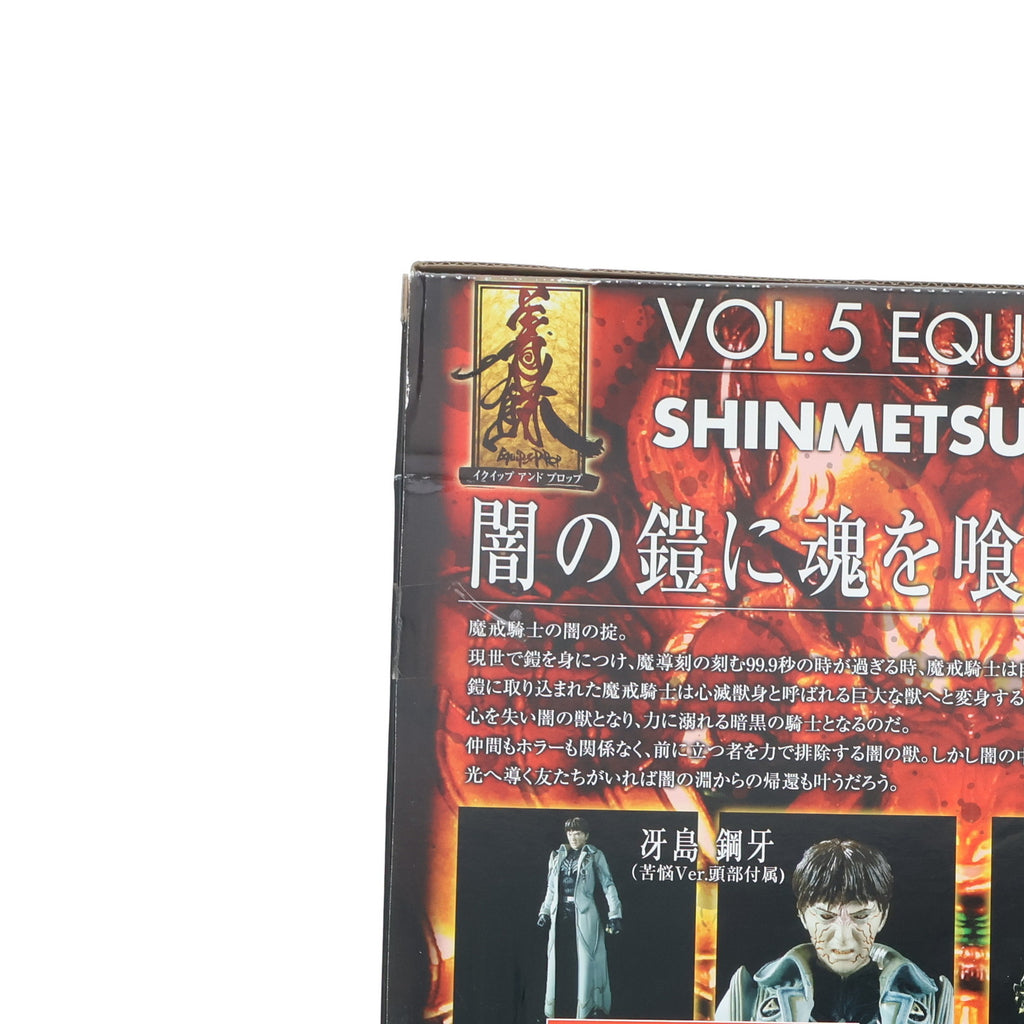 着飾
EQUIP & PROP
イクイップ アンド プロップ
VOL.5 EQU
SHINMETSU
闇の鎧に魂を喰
魔戒騎士の闇の掟。
現世で鎧を身につけ、魔導刻の刻む99.9秒の時が過ぎる時、魔戒騎士は
鎧に取り込まれた魔戒騎士は心滅獣身と呼ばれる巨大な獣へと変身する
心を失い闇の獣となり、力に溺れる暗黒の騎士となるのだ。
仲間もホラーも関係なく、前に立つ者を力で排除する闇の獣。しかし闇の中
光へ導く友たちがいれば闇の淵からの帰還も叶うだろう。
冴島 鋼牙
(苦悩Ver.頭部付属)